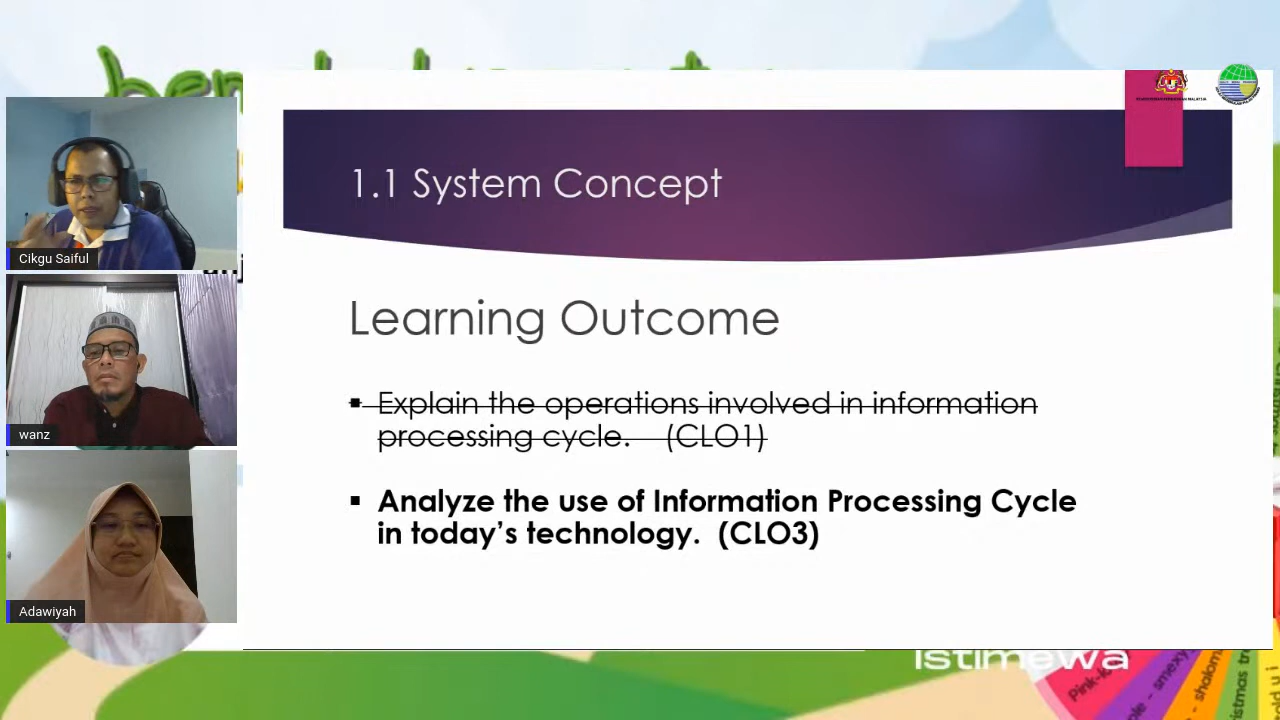 1.1 System Concept
Cikgu Saiful
Learning Outcome
▪ Explain the operations involved in information
processing cycle. (CLO1)
wanz
▪ Analyze the use of Information Processing Cycle
in today's technology. (CLO3)
Adawiyah
istimewa